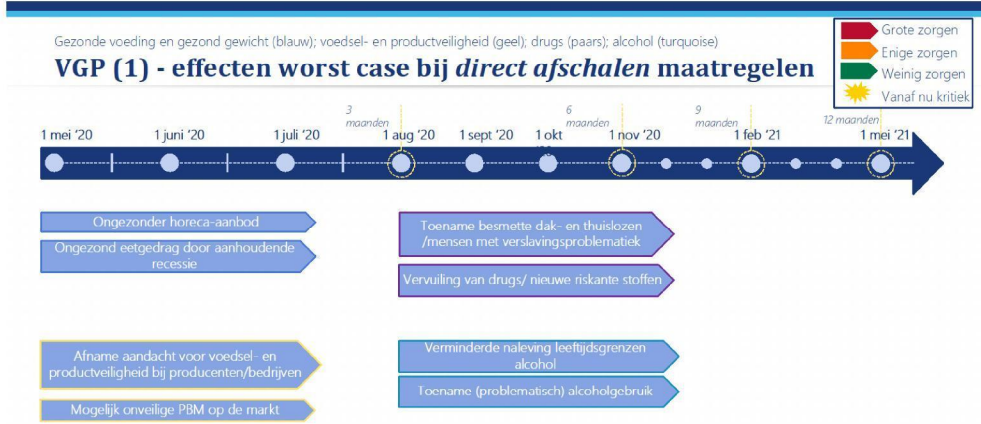 Gezonde voeding en gezond gewicht (blauw); voedsel- en productveiligheid (geel); drugs (paars); alcohol (turquoise)
VGP (1) - effecten worst case bij direct afschalen maatregelen
Grote zorgen
Enige zorgen
Weinig zorgen
Vanaf nu kritiek
3
maanden
6
maanden
9
maanden
12 maanden
1 mei '20
1 juni '20
1 juli '20
1 aug '20
1 sept '20
1 okt
1 nov '20
1 feb '21
1 mei '21
Ongezonder horeca-aanbod
Ongezond eetgedrag door aanhoudende
recessie
Toename besmette dak- en thuislozen
/mensen met verslavingsproblematiek
Vervuiling van drugs/ nieuwe riskante stoffen
Afname aandacht voor voedsel- en
productveiligheid bij producenten/bedrijven
Mogelijk onveilige PBM op de markt
Verminderde naleving leeftijdsgrenzen
alcohol
Toename (problematisch) alcoholgebruik